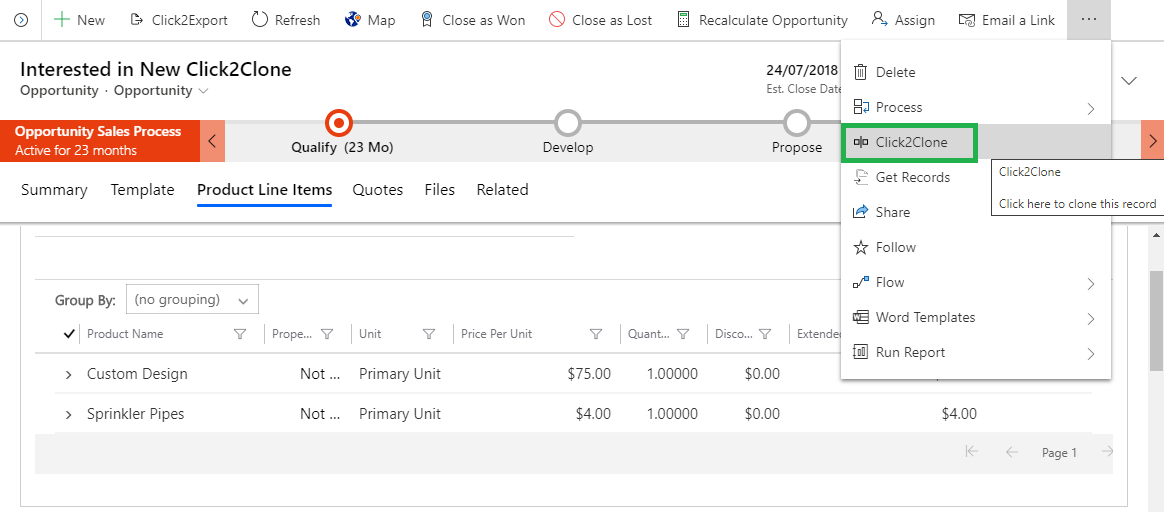 New Click2Export Refresh Map Close as Won Close as Lost Recalculate Opportunity Assign Email a Link ...
Interested in New Click2Clone
Opportunity · Opportunity
24/07/2018
Est. Close Date
Opportunity Sales Process
Active for 23 months
Qualify (23 Mo)
Develop
Propose
Summary Template Product Line Items Quotes Files Related
Delete
Process
Click2Clone
Get Records
Share
Follow
Flow
Word Templates
Run Report
Click2Clone
Click here to clone this record
Group By: (no grouping)
Product Name Prope... Unit Price Per Unit Quant... Disco... Extended
Custom Design Not ... Primary Unit $75.00 1.00000 $0.00
Sprinkler Pipes Not ... Primary Unit $4.00 1.00000 $0.00 $4.00
Page 1